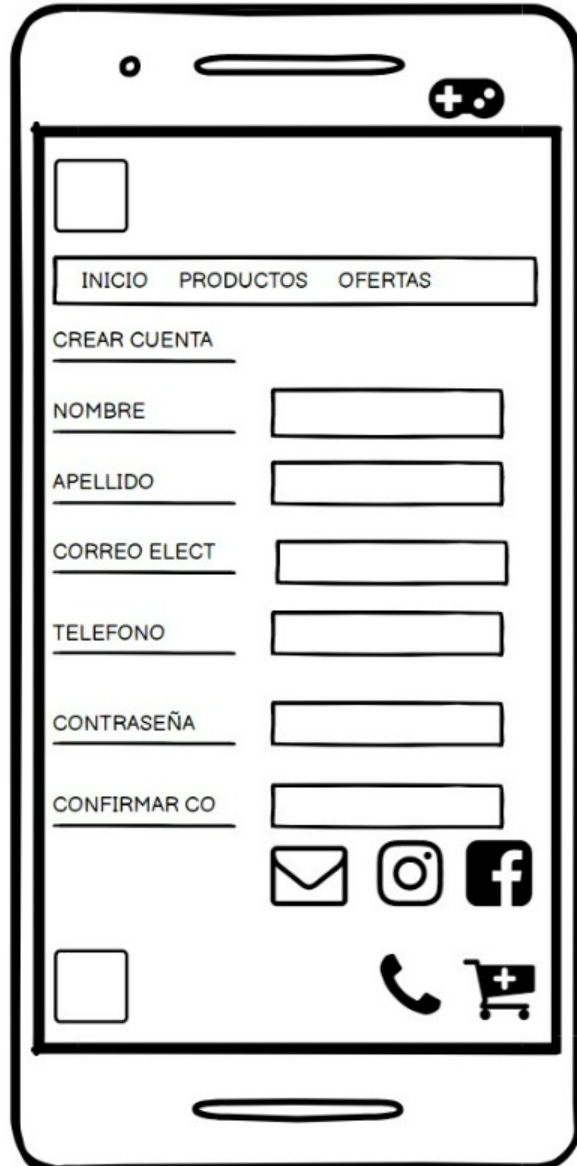 INICIO PRODUCTOS OFERTAS
CREAR CUENTA
NOMBRE
APELLIDO
CORREO ELECT
TELEFONO
CONTRASEÑA
CONFIRMAR CO